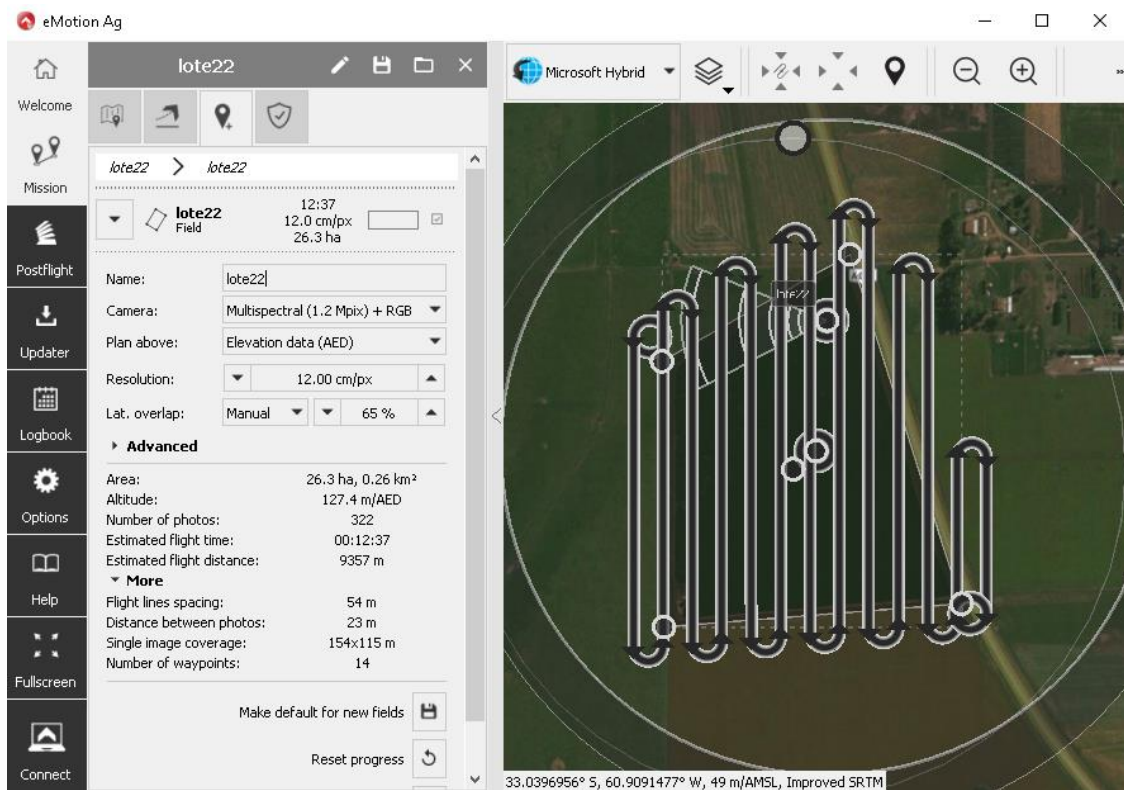 eMotion Ag
Welcome
Mission
Postflight
Updater
Logbook
Options
Help
Fullscreen
Connect
lote22
lote22 > lote22
lote22
Field
12:37
12.0 cm/px
26.3 ha
Name: lote22
Camera: Multispectral (1.2 Mpix) + RGB
Plan above: Elevation data (AED)
Resolution: 12.00 cm/px
Lat. overlap: Manual 65 %
Advanced
Area: 26.3 ha, 0.26 km²
Altitude: 127.4 m/AED
Number of photos: 322
Estimated flight time: 00:12:37
Estimated flight distance: 9357 m
More
Flight lines spacing: 54 m
Distance between photos: 23 m
Single image coverage: 154x115 m
Number of waypoints: 14
Make default for new fields
Reset progress
Microsoft Hybrid
lote22
33.0396956° S, 60.9091477° W, 49 m/AMSL, Improved SRTM